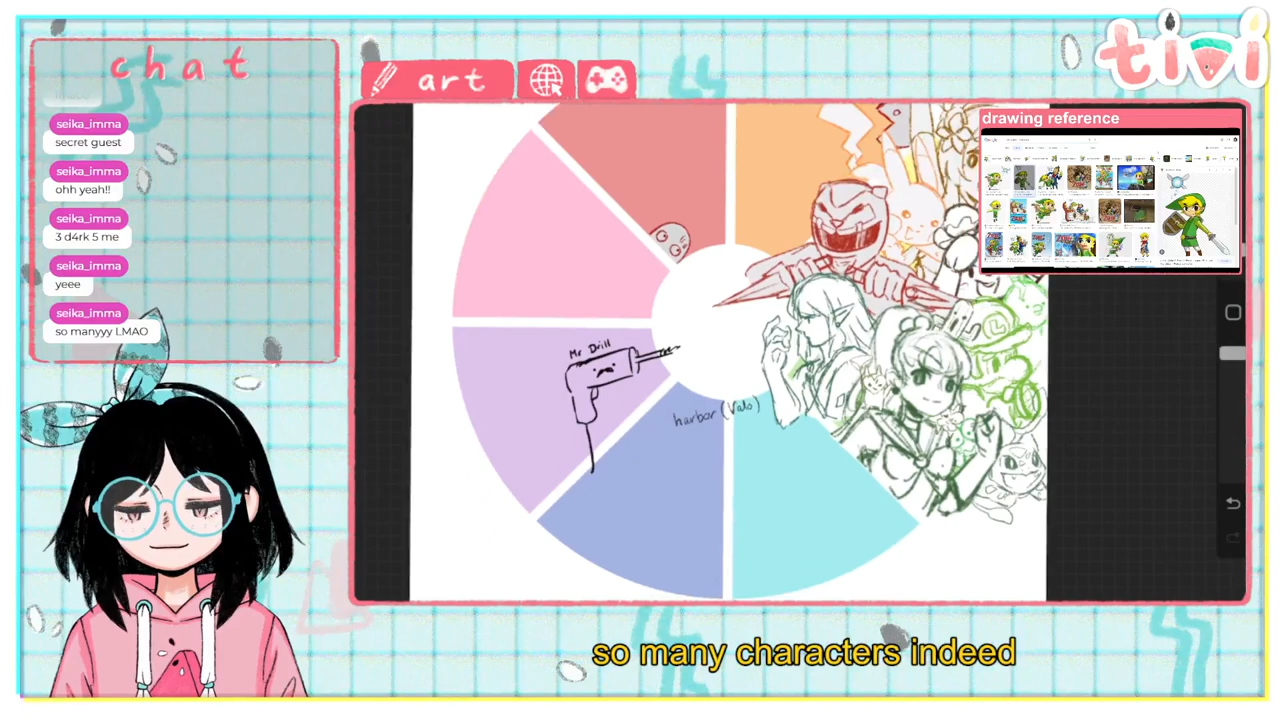 chat
seika_imma
secret guest
seika_imma
ohh yeah!!
seika_imma
3 d4rk 5 me
seika_imma
yeee
seika_imma
so manyyy LMAO
art
tivi
drawing reference
Mr Drill
harbor (Valo)
L
so many characters indeed